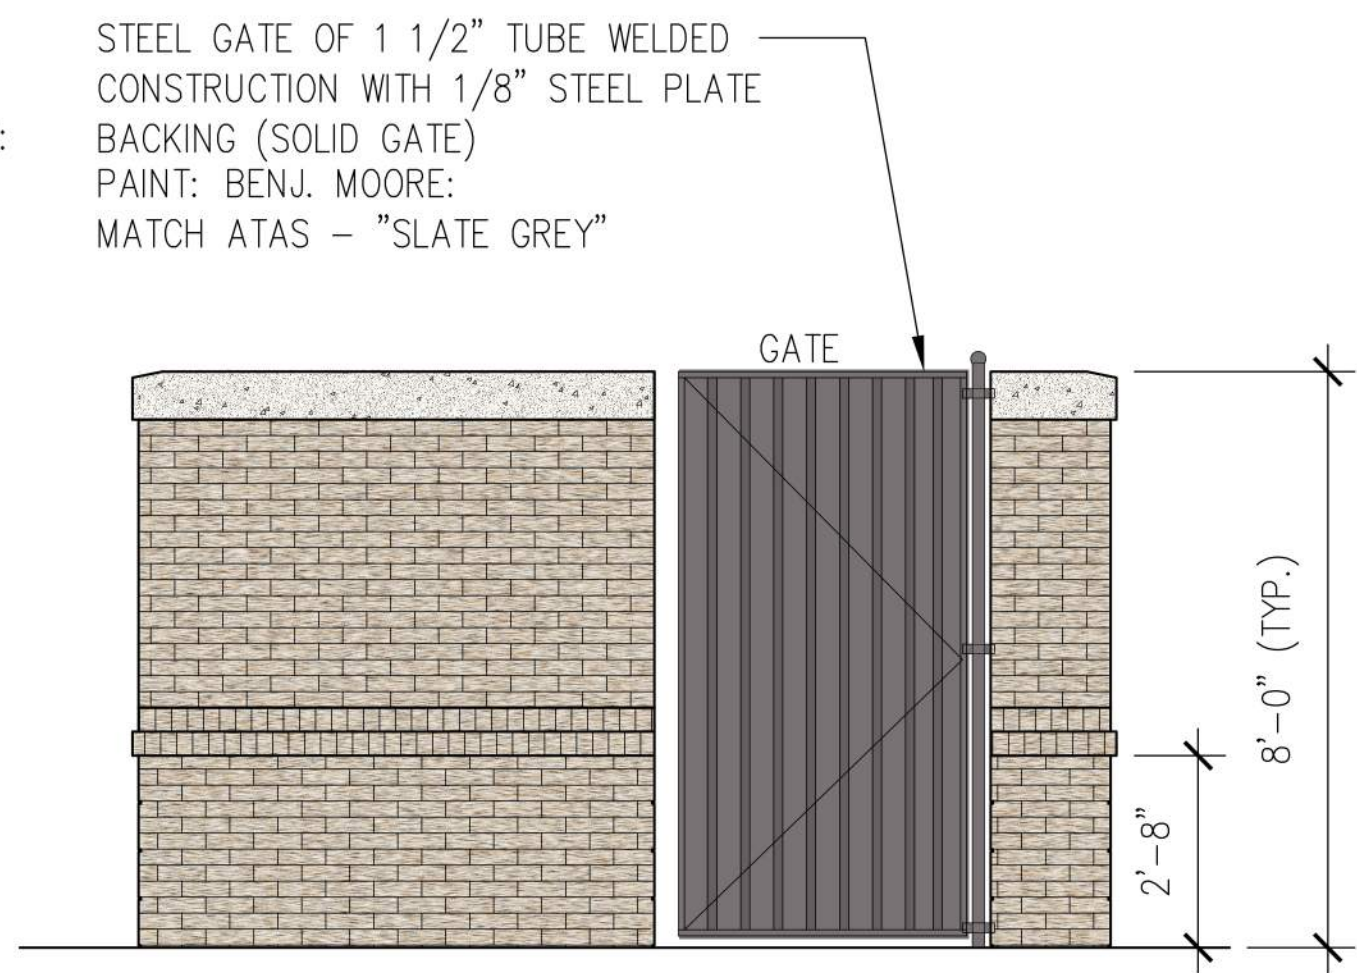 STEEL GATE OF 1 1/2” TUBE WELDED
CONSTRUCTION WITH 1/8” STEEL PLATE
: BACKING (SOLID GATE)
PAINT: BENJ. MOORE:
MATCH ATAS – ”SLATE GREY”
GATE
8’–0” (TYP.)
2’–8”